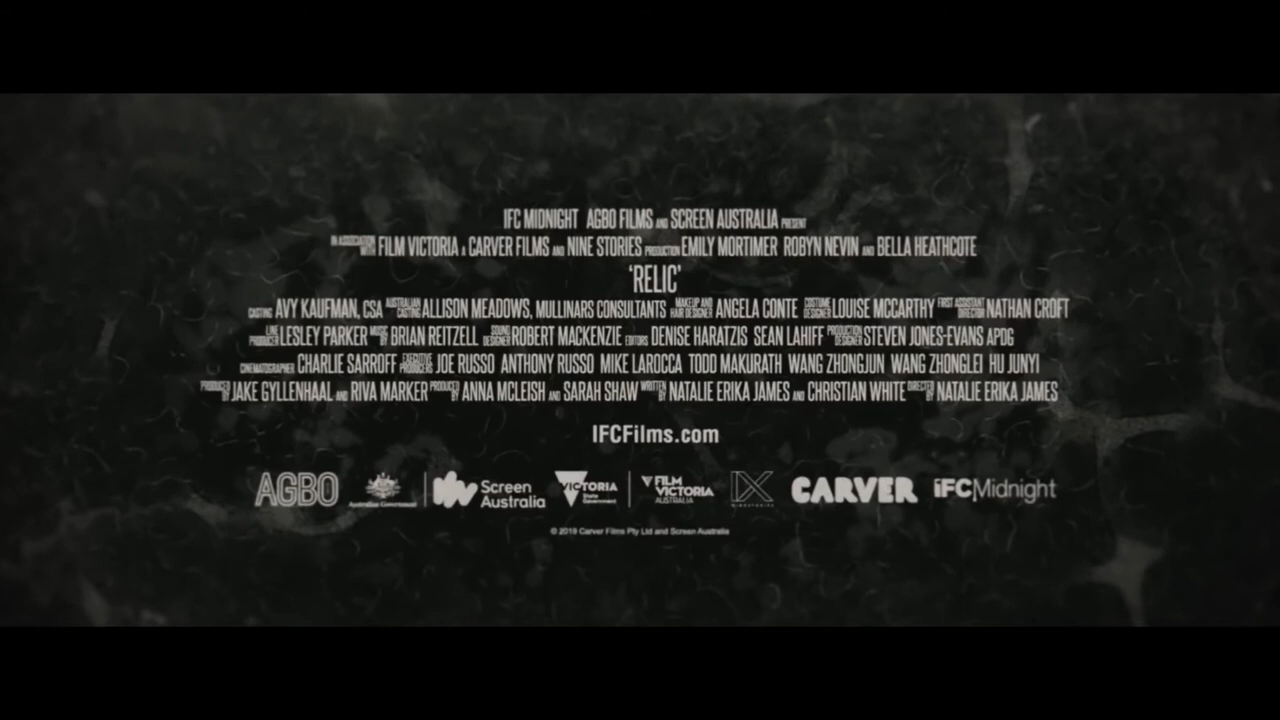 IFC MIDNIGHT AGBO FILMS AND SCREEN AUSTRALIA PRESENT
IN ASSOCIATION WITH FILM VICTORIA & CARVER FILMS AND NINE STORIES PRODUCTION EMILY MORTIMER ROBYN NEVIN AND BELLA HEATHCOTE
'RELIC'
CASTING AVY KAUFMAN, CSA AUSTRALIAN CASTING ALLISON MEADOWS, MULLINARS CONSULTANTS MAKEUP AND HAIR DESIGNER ANGELA CONTE COSTUME DESIGNER LOUISE MCCARTHY FIRST ASSISTANT DIRECTOR NATHAN CROFT
LINE PRODUCER LESLEY PARKER MUSIC BY BRIAN REITZELL SOUND DESIGNER ROBERT MACKENZIE EDITORS DENISE HARATZIS SEAN LAHIFF PRODUCTION DESIGNER STEVEN JONES-EVANS APDG
CINEMATOGRAPHER CHARLIE SARROFF EXECUTIVE PRODUCERS JOE RUSSO ANTHONY RUSSO MIKE LAROCCA TODD MAKURATH WANG ZHONGJUN WANG ZHONGLEI HU JUNYI
PRODUCED BY JAKE GYLLENHAAL AND RIVA MARKER PRODUCED BY ANNA MCLEISH AND SARAH SHAW WRITTEN BY NATALIE ERIKA JAMES AND CHRISTIAN WHITE DIRECTED BY NATALIE ERIKA JAMES
IFCFilms.com
AGBO Australian Government Screen Australia VICTORIA State Government FILM VICTORIA AUSTRALIA NINESTORIES CARVER IFC Midnight
© 2019 Carver Films Pty Ltd and Screen Australia